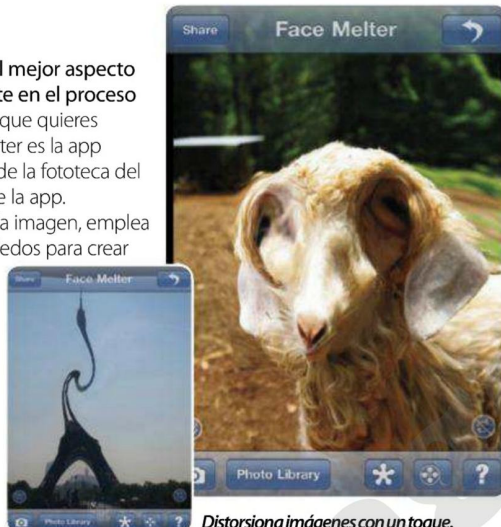 l mejor aspecto
te en el proceso
que quieres
ter es la app
de la fototeca del
e la app.
a imagen, emplea
edos para crear
Share
Face Melter
Photo Library
?
Share
Face Melter
Photo Library
?
Distorsiona imágenes con un toque.